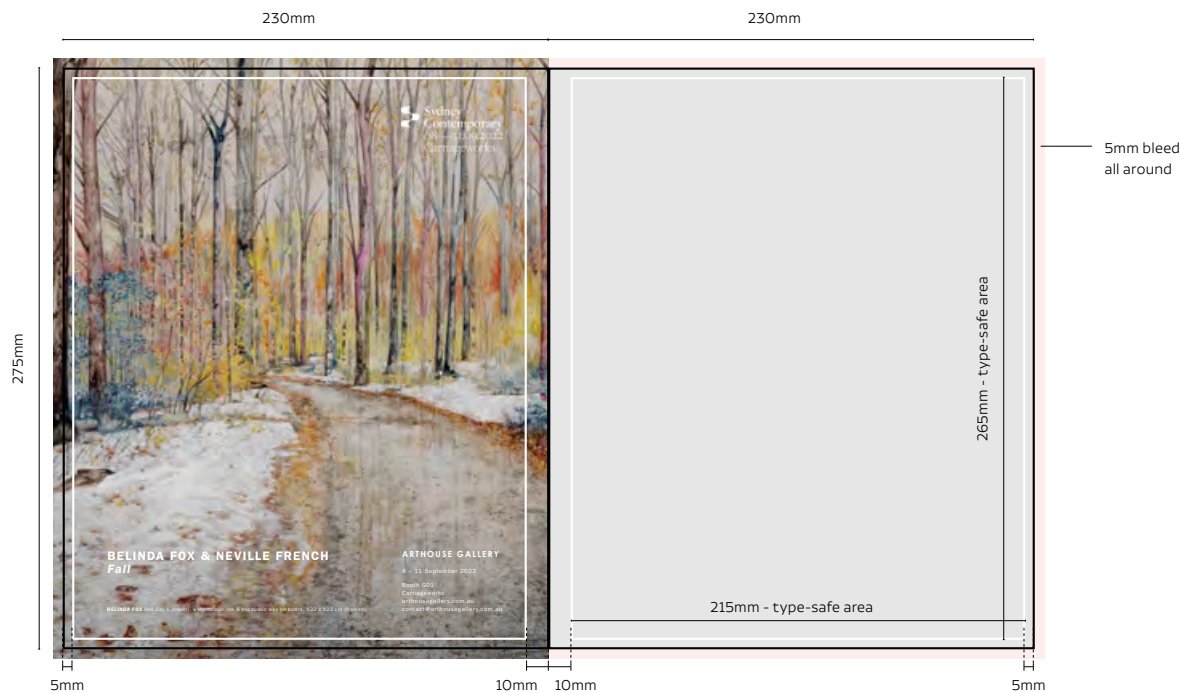 230mm
230mm
Sydney
Contemporary
Carriageworks
5mm bleed
all around
275mm
265mm - type-safe area
BELINDA FOX & NEVILLE FRENCH
Fall
ARTHOUSE GALLERY
8 – 11 September 2022
Booth G01
Carriageworks
arthousegallery.com.au
contact@arthousegallery.com.au
BELINDA FOX
215mm - type-safe area
5mm
10mm
10mm
5mm